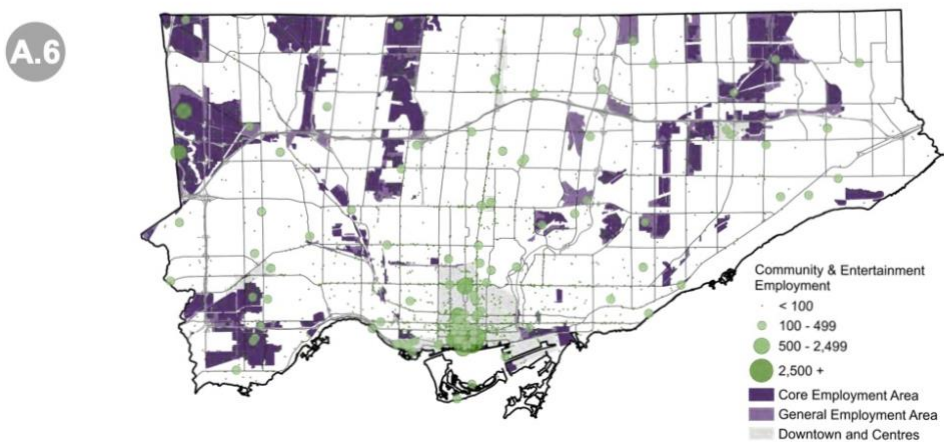 A.6
Community & Entertainment
Employment
< 100
100 - 499
500 - 2,499
2,500 +
Core Employment Area
General Employment Area
Downtown and Centres